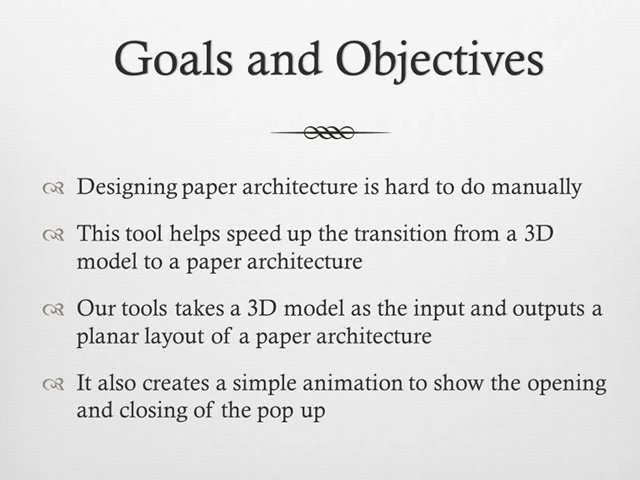 Goals and Objectives
Designing paper architecture is hard to do manually
This tool helps speed up the transition from a 3D
model to a paper architecture
Our tools takes a 3D model as the input and outputs a
planar layout of a paper architecture
It also creates a simple animation to show the opening
and closing of the pop up